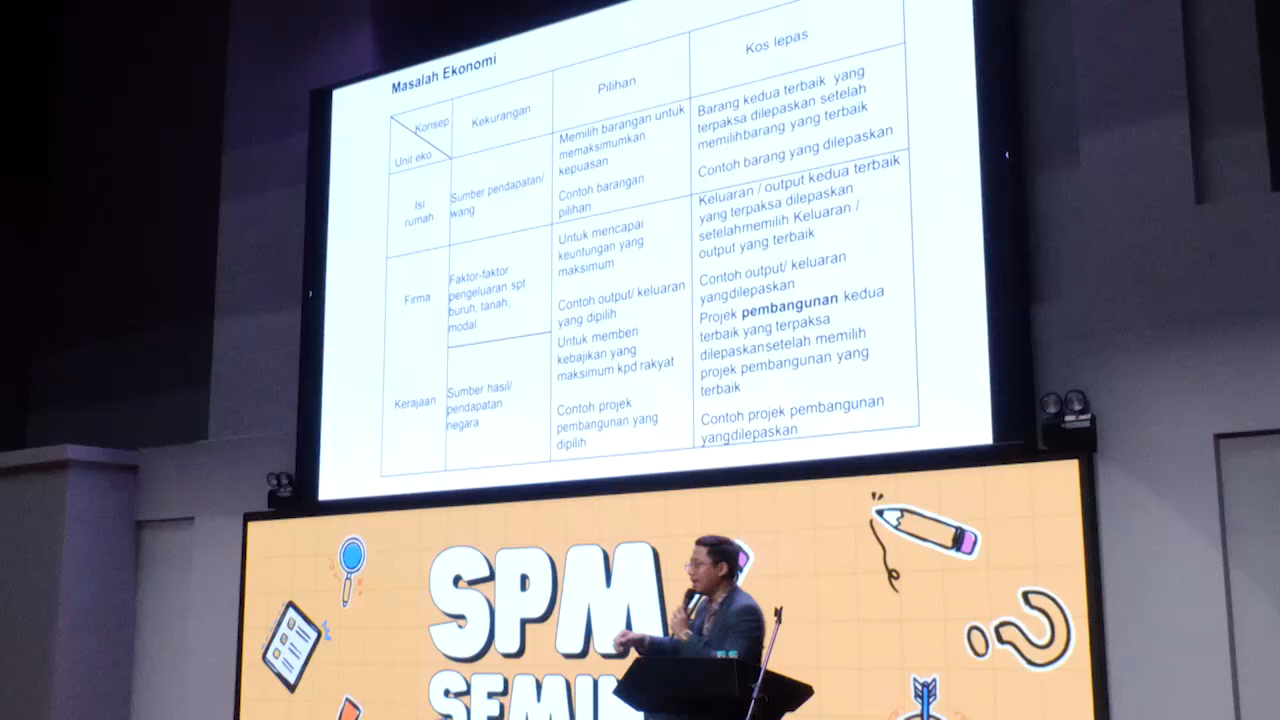 Masalah Ekonomi
Konsep
Unit eko
Kekurangan
Pilihan
Kos lepas
Isi
rumah
Sumber pendapatan/
wang
Memilih barangan untuk
memaksimumkan
kepuasan
Contoh barangan
pilihan
Barang kedua terbaik yang
terpaksa dilepaskan setelah
memilihbarang yang terbaik
Contoh barang yang dilepaskan
Firma
Faktor-faktor
pengeluaran spt
buruh, tanah,
modal
Untuk mencapai
keuntungan yang
maksimum
Contoh output/ keluaran
yang dipilih
Keluaran / output kedua terbaik
yang terpaksa dilepaskan
setelahmemilih Keluaran /
output yang terbaik
Contoh output/ keluaran
yangdilepaskan
Kerajaan
Sumber hasil/
pendapatan
negara
Untuk memberi
kebajikan yang
maksimum kpd rakyat
Contoh projek
pembangunan yang
dipilih
Projek pembangunan kedua
terbaik yang terpaksa
dilepaskansetelah memilih
projek pembangunan yang
terbaik
Contoh projek pembangunan
yangdilepaskan
SPM